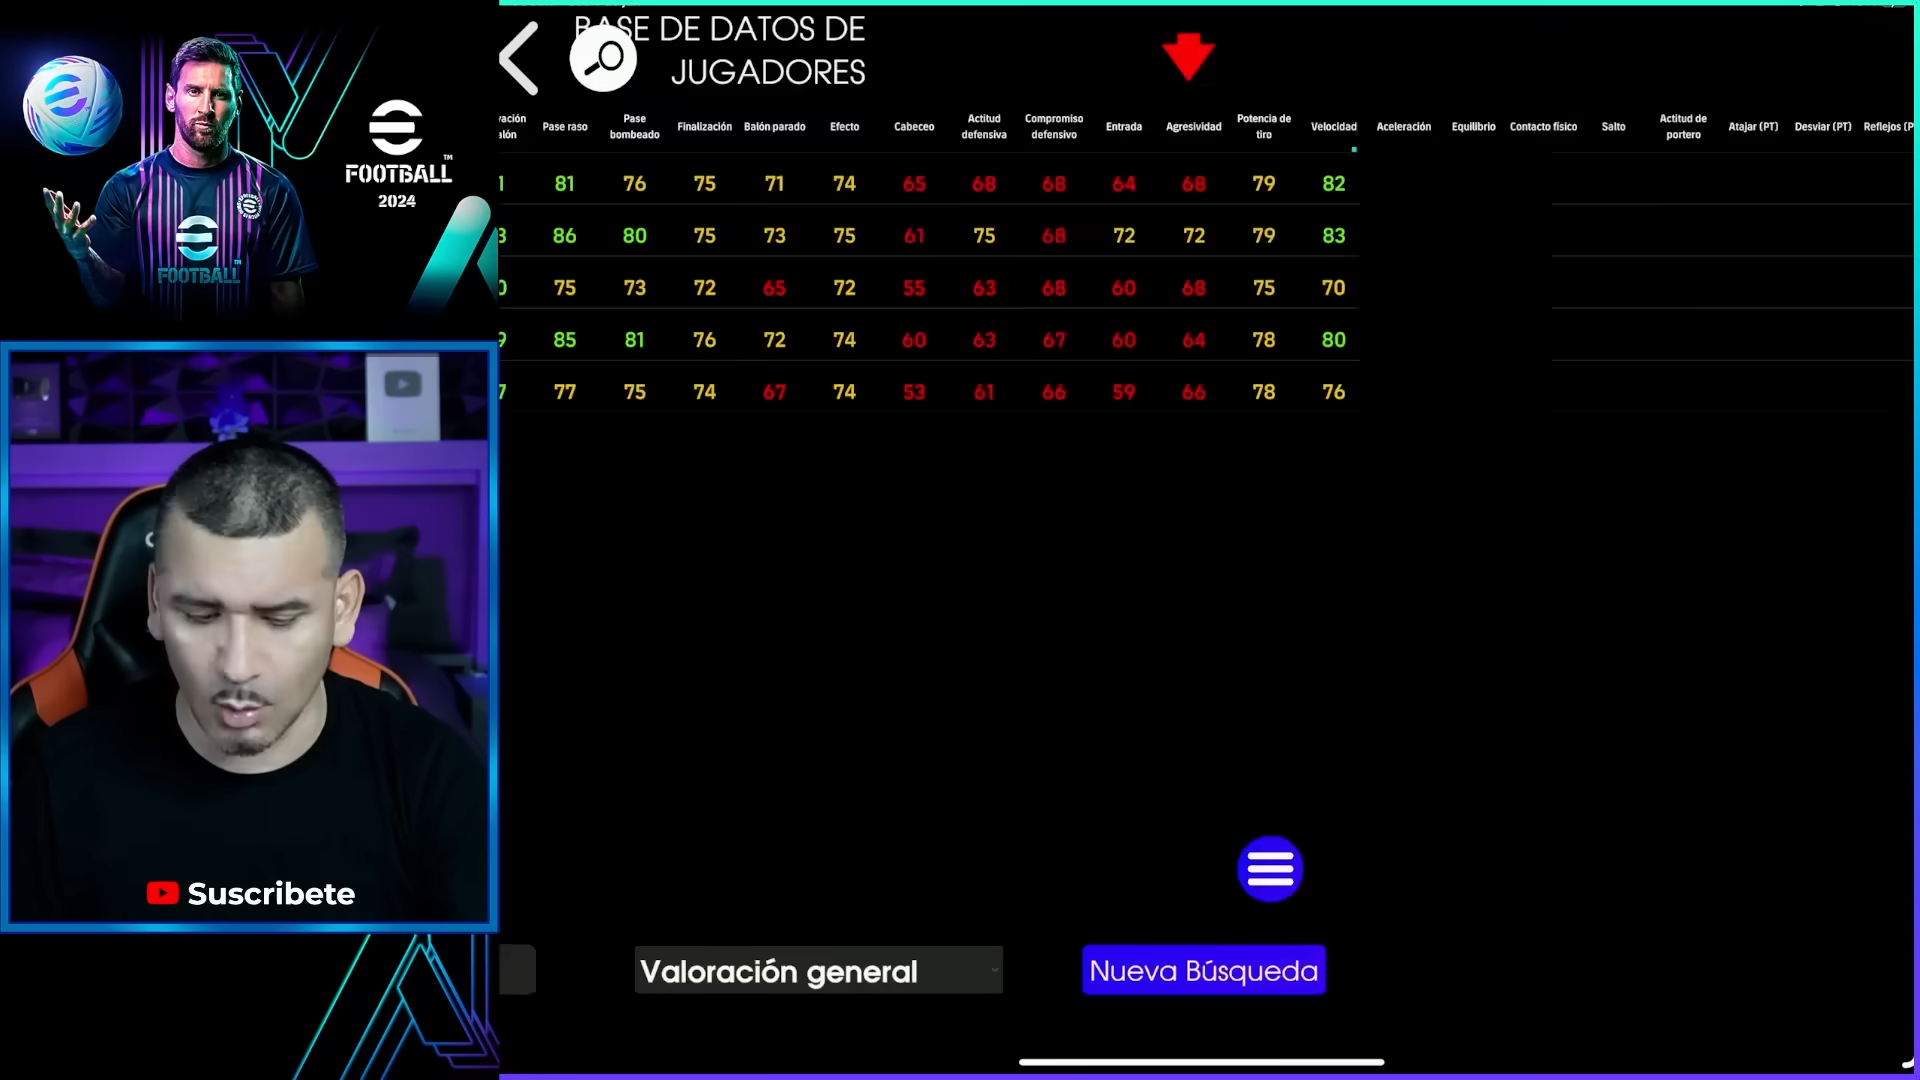 FOOTBALL™
2024
FOOTBALL™
Suscribete
BASE DE DATOS DE
JUGADORES
Pase raso
Pase
bombeado
Finalización
Balón parado
Efecto
Cabeceo
Actitud
defensiva
Compromiso
defensivo
Entrada
Agresividad
Potencia de
tiro
Velocidad
Aceleración
Equilibrio
Contacto físico
Salto
Actitud de
portero
Atajar (PT)
Desviar (PT)
Reflejos (P
81 76 75 71 74 65 68 68 64 68 79 82
86 80 75 73 75 61 75 68 72 72 79 83
75 73 72 65 72 55 63 68 60 68 75 70
85 81 76 72 74 60 63 67 60 64 78 80
77 75 74 67 74 53 61 66 59 66 78 76
Valoración general
Nueva Búsqueda